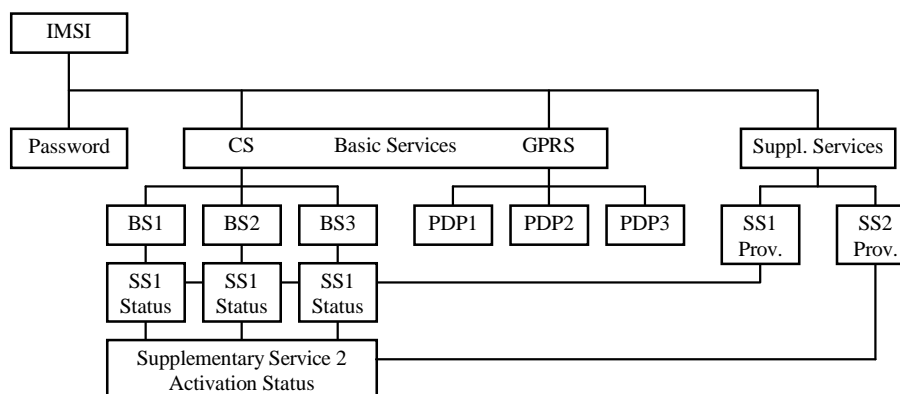 IMSI
Password
CS Basic Services GPRS
Suppl. Services
BS1 BS2 BS3 PDP1 PDP2 PDP3
SS1
Prov.
SS2
Prov.
SS1
Status
SS1
Status
SS1
Status
Supplementary Service 2
Activation Status